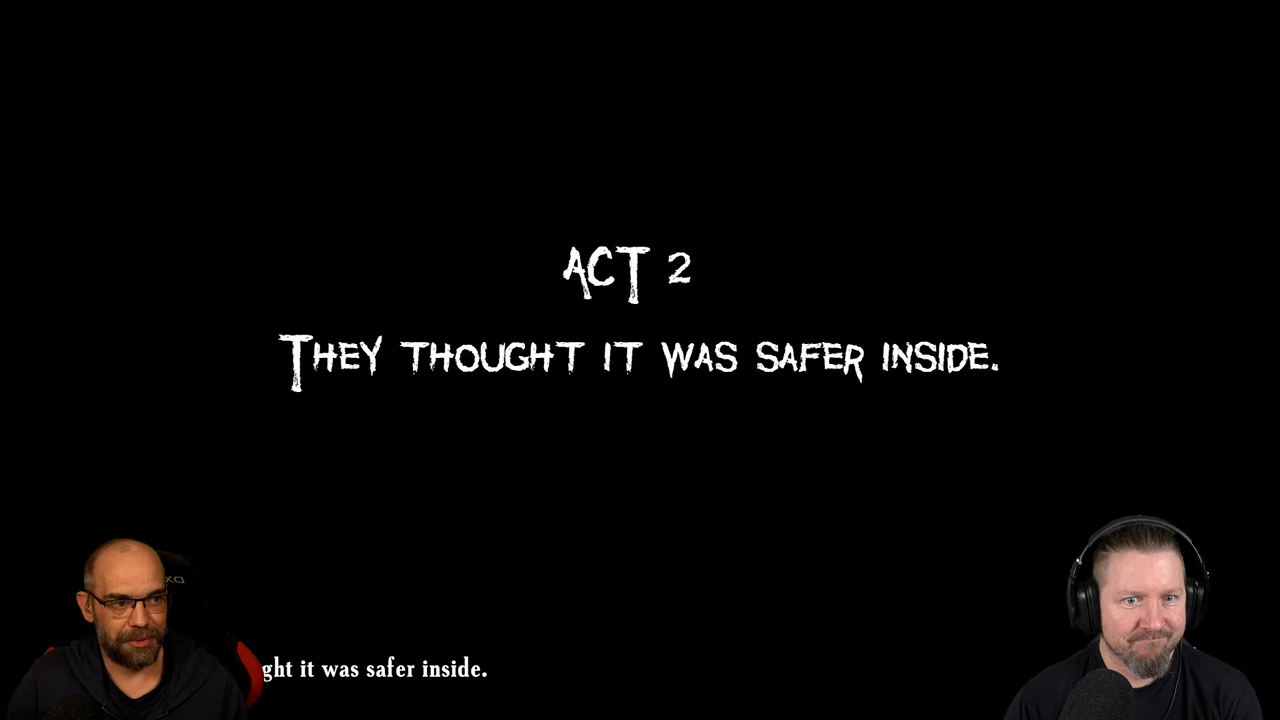 ACT 2
THEY THOUGHT IT WAS SAFER INSIDE.
ght it was safer inside.